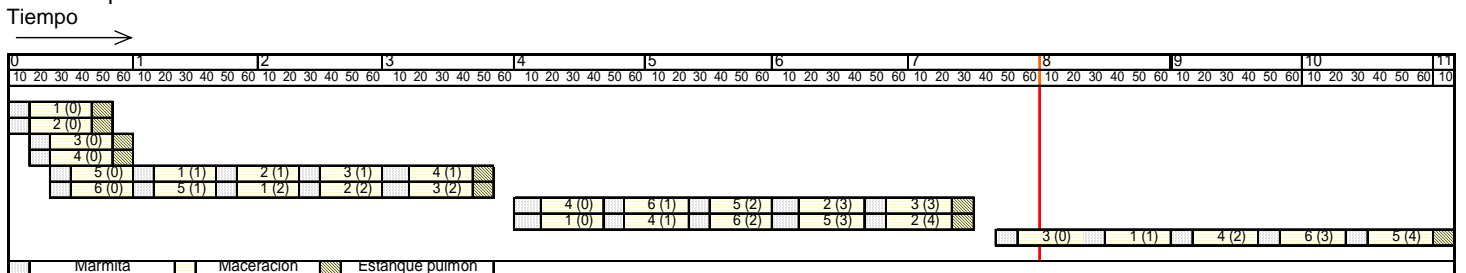 Tiempo
0 1 2 3 4 5 6 7 8 9 10 11
10 20 30 40 50 60 10 20 30 40 50 60 10 20 30 40 50 60 10 20 30 40 50 60 10 20 30 40 50 60 10 20 30 40 50 60 10 20 30 40 50 60 10 20 30 40 50 60 10 20 30 40 50 60 10 20 30 40 50 60 10 20 30 40 50 60 10
1 (0)
2 (0)
3 (0)
4 (0)
5 (0) 1 (1) 2 (1) 3 (1) 4 (1)
6 (0) 5 (1) 1 (2) 2 (2) 3 (2)
4 (0) 6 (1) 5 (2) 2 (3) 3 (3)
1 (0) 4 (1) 6 (2) 5 (3) 2 (4)
3 (0) 1 (1) 4 (2) 6 (3) 5 (4)
Marmita Maceración Estanque pulmón